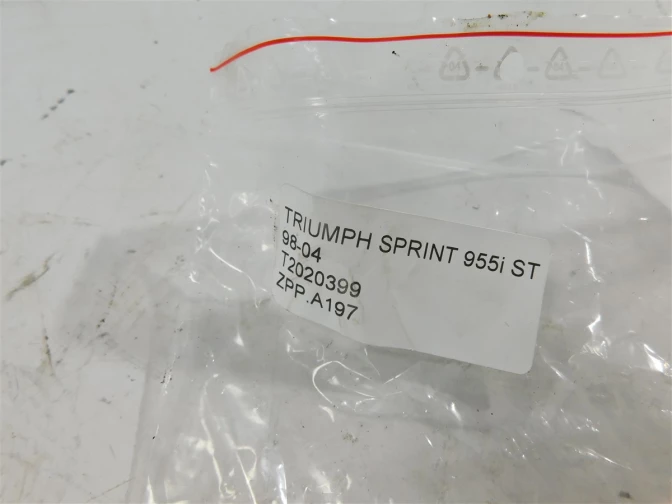 TRIUMPH SPRINT 955i ST
98-04
T2020399
ZPP.A197